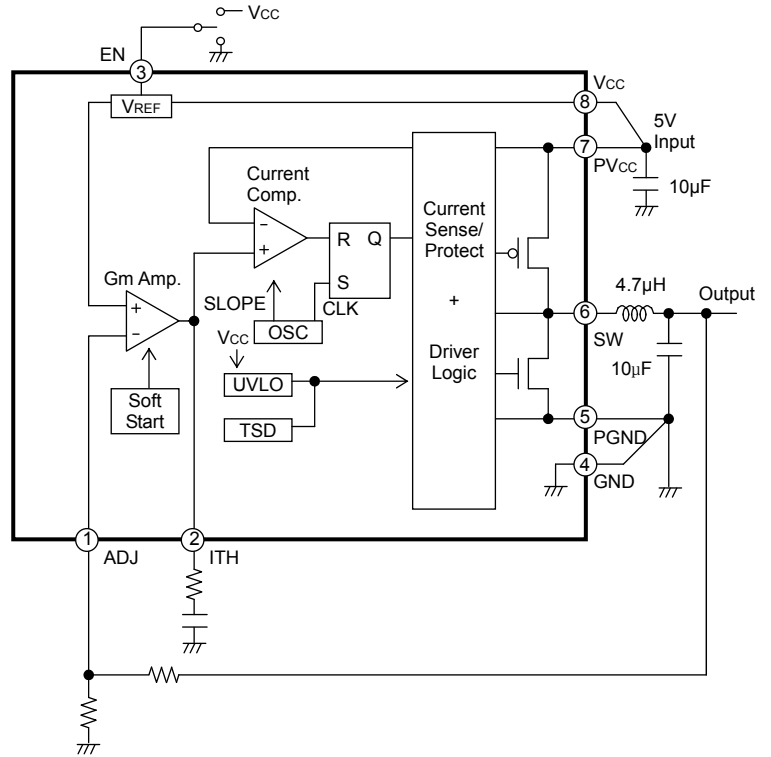 VCC
EN
3
VREF
VCC
8
5V
Input
7
PVCC
10µF
Current
Comp.
-
+
R Q
S
Current
Sense/
Protect
+
Driver
Logic
Gm Amp.
+
-
SLOPE
OSC
CLK
VCC
UVLO
TSD
Soft
Start
4.7µH
Output
6
SW
10µF
5
PGND
4
GND
1
ADJ
2
ITH